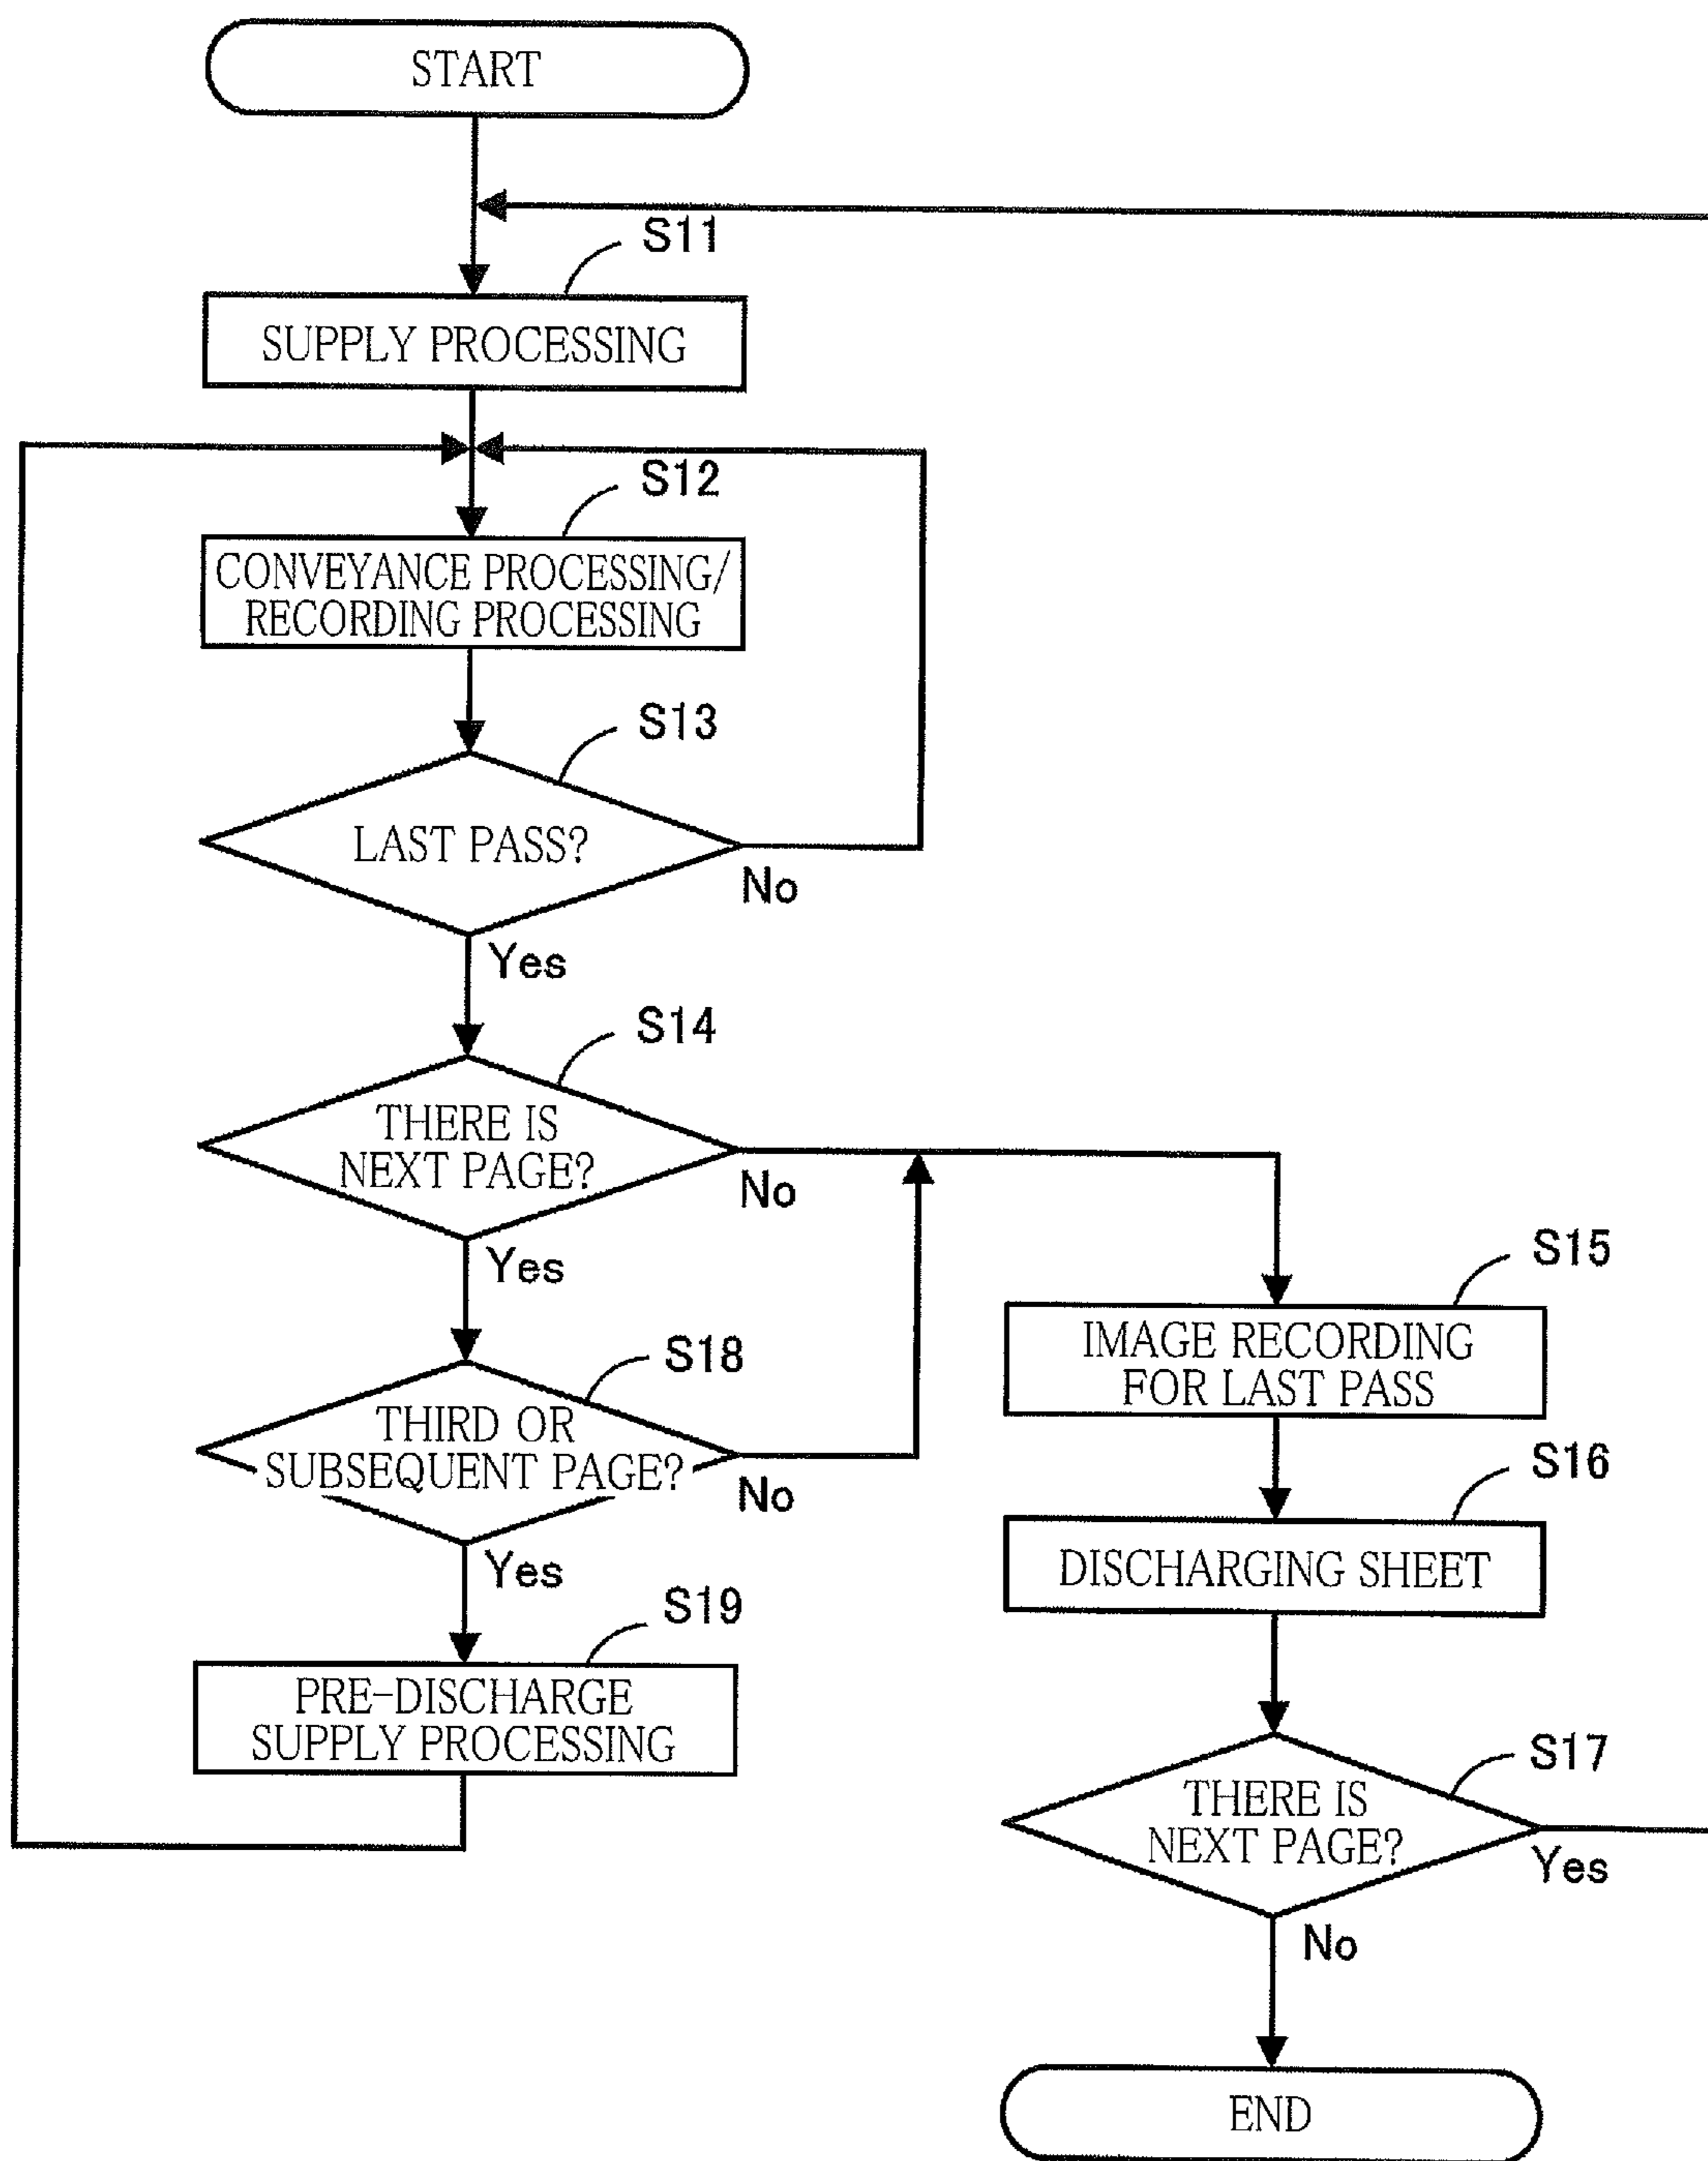 START
S11
SUPPLY PROCESSING
S12
CONVEYANCE PROCESSING/
RECORDING PROCESSING
S13
LAST PASS?
No
Yes
S14
THERE IS
NEXT PAGE?
No
Yes
S18
THIRD OR
SUBSEQUENT PAGE?
No
Yes
S19
PRE-DISCHARGE
SUPPLY PROCESSING
S15
IMAGE RECORDING
FOR LAST PASS
S16
DISCHARGING SHEET
S17
THERE IS
NEXT PAGE?
Yes
No
END